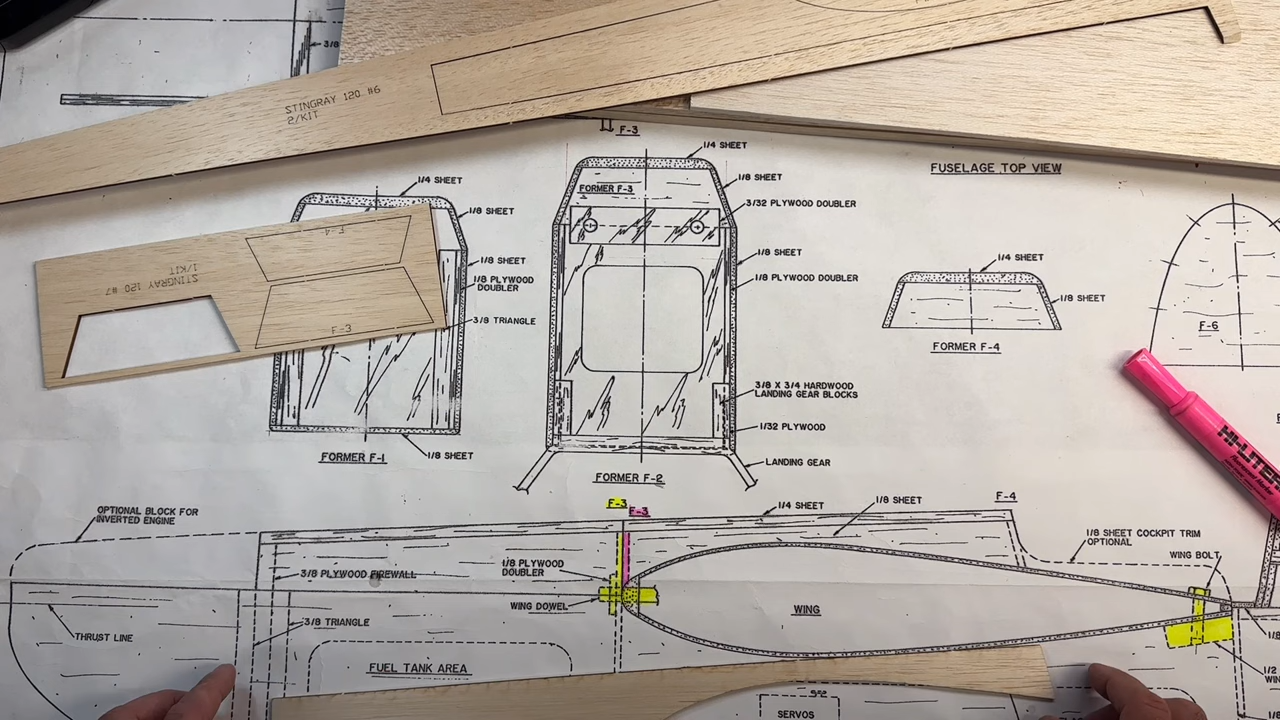 3/8
STINGRAY 120 #6
2/KIT
F-3
1/4 SHEET
FUSELAGE TOP VIEW
1/4 SHEET
1/8 SHEET
FORMER F-3
3/32 PLYWOOD DOUBLER
1/8 SHEET
F-4
1/8 SHEET
1/8 SHEET
1/4 SHEET
STINGRAY 120 #7
1/KIT
1/8 PLYWOOD
DOUBLER
1/8 PLYWOOD DOUBLER
1/8 SHEET
F-3
3/8 TRIANGLE
F-6
FORMER F-4
3/8 X 3/4 HARDWOOD
LANDING GEAR BLOCKS
1/32 PLYWOOD
HI-LITER
FORMER F-1
1/8 SHEET
LANDING GEAR
FORMER F-2
OPTIONAL BLOCK FOR
INVERTED ENGINE
F-3
F-3
1/4 SHEET
1/8 SHEET
F-4
1/8 SHEET COCKPIT TRIM
OPTIONAL
WING BOLT
3/8 PLYWOOD FIREWALL
1/8 PLYWOOD
DOUBLER
WING DOWEL
WING
THRUST LINE
3/8 TRIANGLE
FUEL TANK AREA
SERVOS